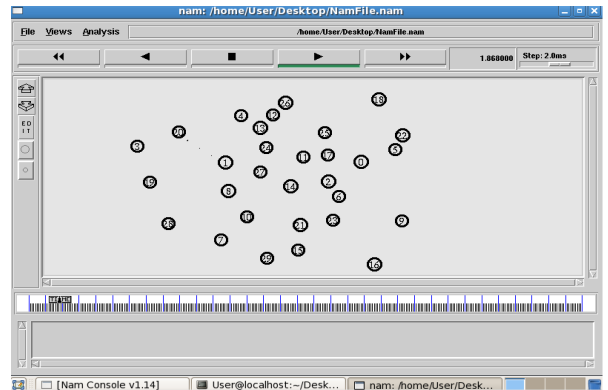 nam: /home/User/Desktop/NamFile.nam
File Views Analysis /home/User/Desktop/NamFile.nam
1.868000 Step: 2.0ms
ED
IT
26
18
4 12
13
20 25 22
3 24 5
11 17
1 0
27
19 2
8 14
6
10
28 21 23 9
7
15
29
16
[Nam Console v1.14] User@localhost:~/Desk... nam: /home/User/Desk...